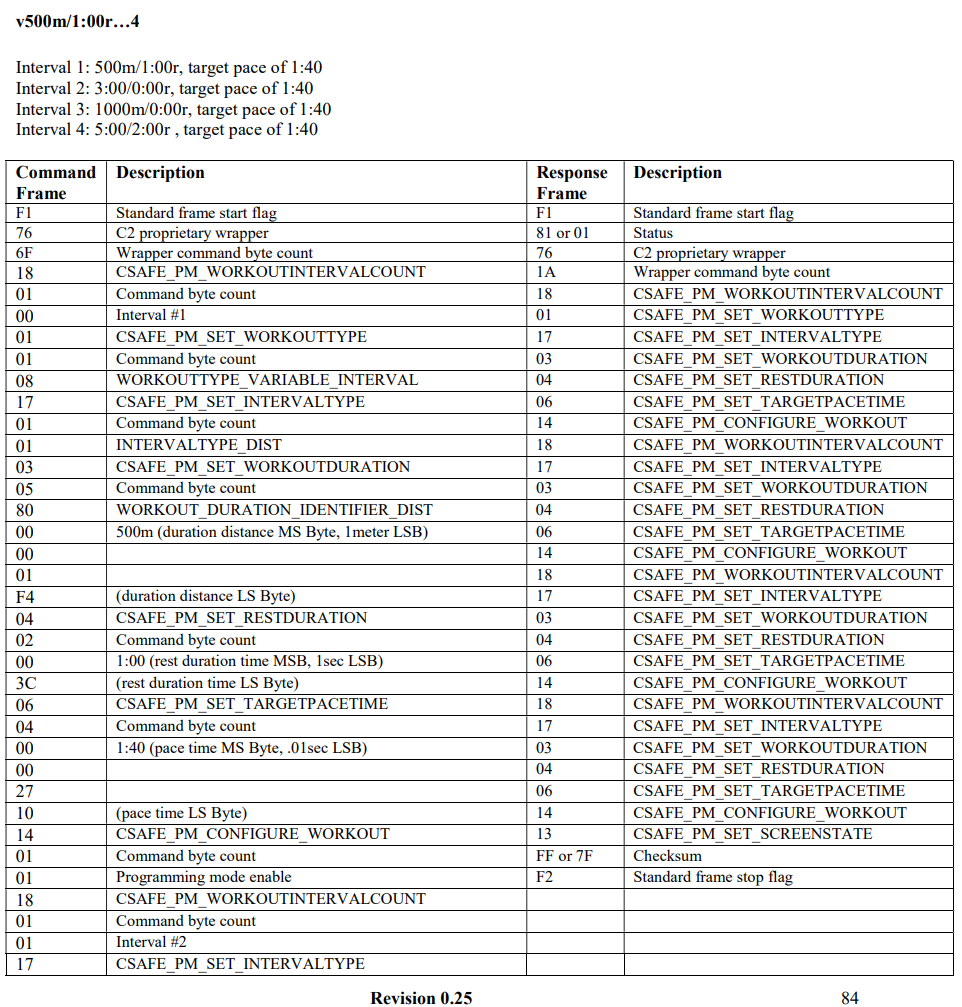 v500m/1:00r…4
Interval 1: 500m/1:00r, target pace of 1:40
Interval 2: 3:00/0:00r, target pace of 1:40
Interval 3: 1000m/0:00r, target pace of 1:40
Interval 4: 5:00/2:00r , target pace of 1:40
Command Frame Description Response Frame Description
F1 Standard frame start flag F1 Standard frame start flag
76 C2 proprietary wrapper 81 or 01 Status
6F Wrapper command byte count 76 C2 proprietary wrapper
18 CSAFE_PM_WORKOUTINTERVALCOUNT 1A Wrapper command byte count
01 Command byte count 18 CSAFE_PM_WORKOUTINTERVALCOUNT
00 Interval #1 01 CSAFE_PM_SET_WORKOUTTYPE
01 CSAFE_PM_SET_WORKOUTTYPE 17 CSAFE_PM_SET_INTERVALTYPE
01 Command byte count 03 CSAFE_PM_SET_WORKOUTDURATION
08 WORKOUTTYPE_VARIABLE_INTERVAL 04 CSAFE_PM_SET_RESTDURATION
17 CSAFE_PM_SET_INTERVALTYPE 06 CSAFE_PM_SET_TARGETPACETIME
01 Command byte count 14 CSAFE_PM_CONFIGURE_WORKOUT
01 INTERVALTYPE_DIST 18 CSAFE_PM_WORKOUTINTERVALCOUNT
03 CSAFE_PM_SET_WORKOUTDURATION 17 CSAFE_PM_SET_INTERVALTYPE
05 Command byte count 03 CSAFE_PM_SET_WORKOUTDURATION
80 WORKOUT_DURATION_IDENTIFIER_DIST 04 CSAFE_PM_SET_RESTDURATION
00 500m (duration distance MS Byte, 1meter LSB) 06 CSAFE_PM_SET_TARGETPACETIME
00 14 CSAFE_PM_CONFIGURE_WORKOUT
01 18 CSAFE_PM_WORKOUTINTERVALCOUNT
F4 (duration distance LS Byte) 17 CSAFE_PM_SET_INTERVALTYPE
04 CSAFE_PM_SET_RESTDURATION 03 CSAFE_PM_SET_WORKOUTDURATION
02 Command byte count 04 CSAFE_PM_SET_RESTDURATION
00 1:00 (rest duration time MSB, 1sec LSB) 06 CSAFE_PM_SET_TARGETPACETIME
3C (rest duration time LS Byte) 14 CSAFE_PM_CONFIGURE_WORKOUT
06 CSAFE_PM_SET_TARGETPACETIME 18 CSAFE_PM_WORKOUTINTERVALCOUNT
04 Command byte count 17 CSAFE_PM_SET_INTERVALTYPE
00 1:40 (pace time MS Byte, .01sec LSB) 03 CSAFE_PM_SET_WORKOUTDURATION
00 04 CSAFE_PM_SET_RESTDURATION
27 06 CSAFE_PM_SET_TARGETPACETIME
10 (pace time LS Byte) 14 CSAFE_PM_CONFIGURE_WORKOUT
14 CSAFE_PM_CONFIGURE_WORKOUT 13 CSAFE_PM_SET_SCREENSTATE
01 Command byte count FF or 7F Checksum
01 Programming mode enable F2 Standard frame stop flag
18 CSAFE_PM_WORKOUTINTERVALCOUNT
01 Command byte count
01 Interval #2
17 CSAFE_PM_SET_INTERVALTYPE
Revision 0.25 84